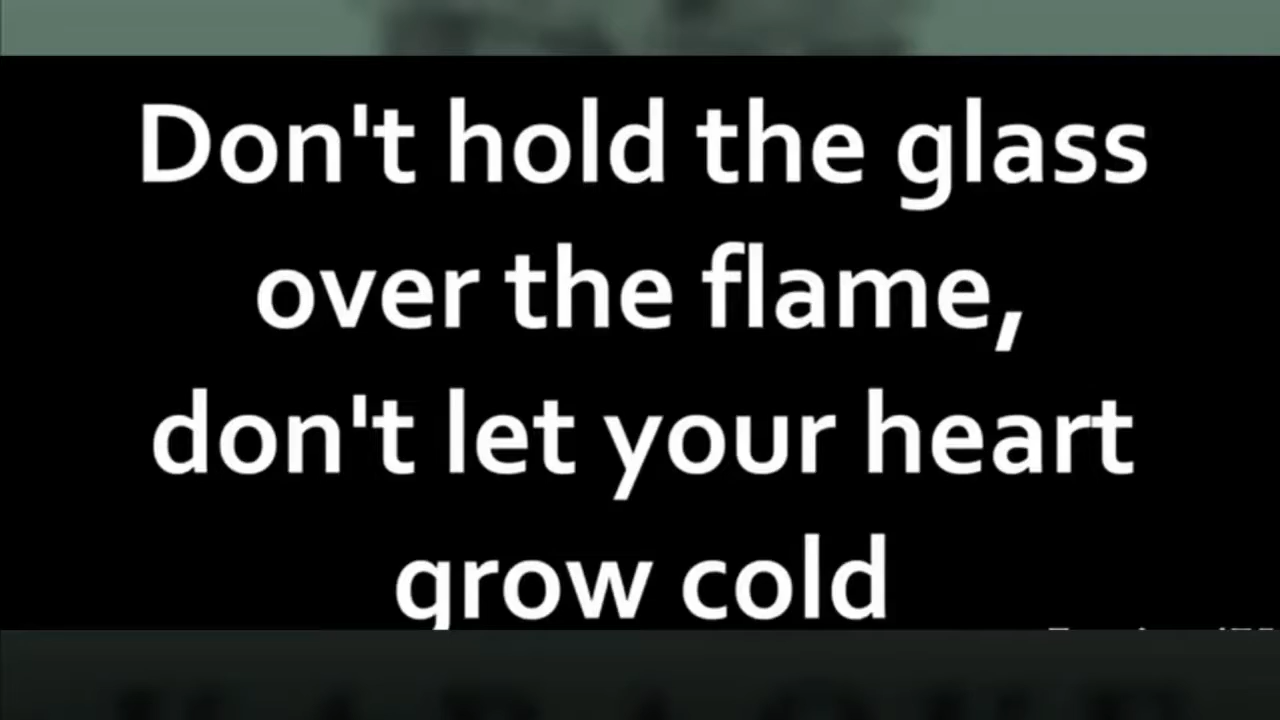 Don't hold the glass
over the flame,
don't let your heart
grow cold